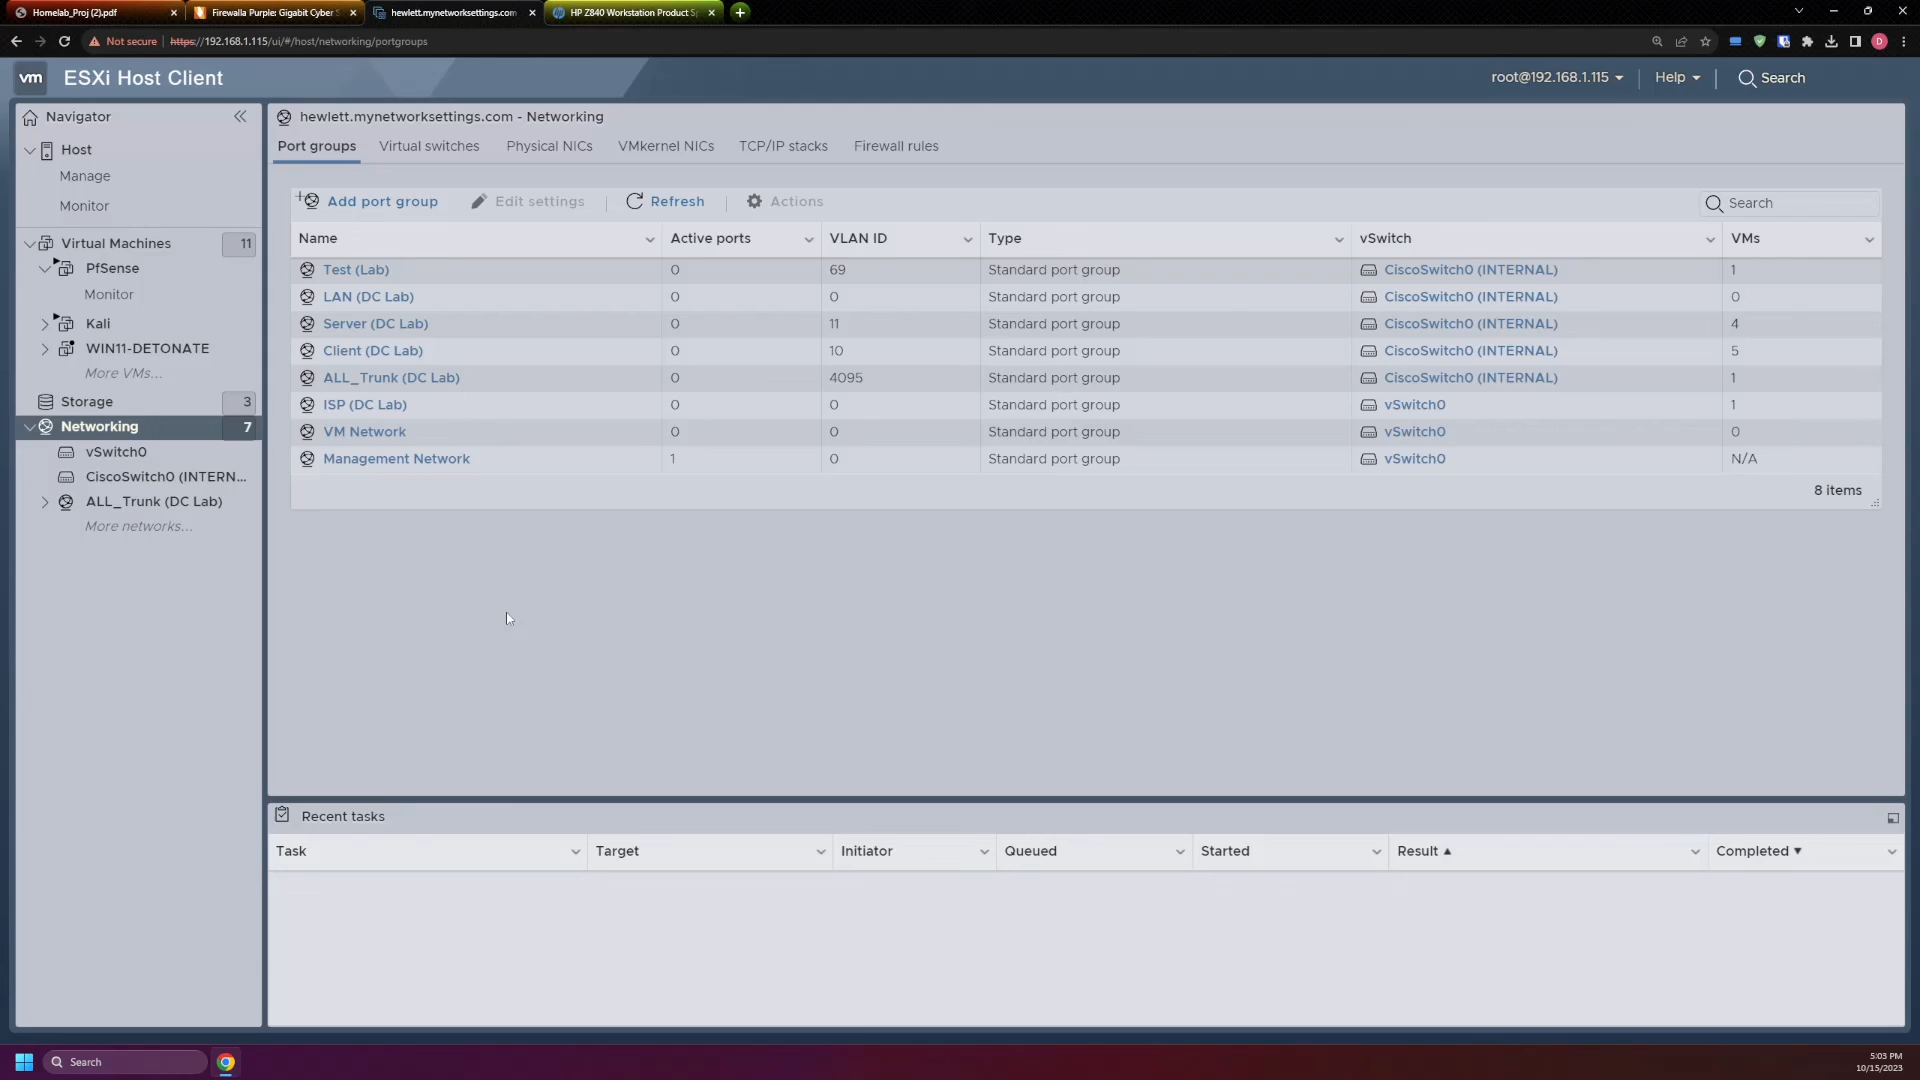 Homelab_Proj (2).pdf
Firewalla Purple: Gigabit Cyber S
hewlett.mynetworksettings.com
HP Z840 Workstation Product Sp
Not secure https://192.168.1.115/ui/#/host/networking/portgroups
D
vm ESXi Host Client root@192.168.1.115 Help Search
Navigator
Host
Manage
Monitor
Virtual Machines 11
PfSense
Monitor
Kali
WIN11-DETONATE
More VMs...
Storage 3
Networking 7
vSwitch0
CiscoSwitch0 (INTERN...
ALL_Trunk (DC Lab)
More networks...
hewlett.mynetworksettings.com - Networking
Port groups Virtual switches Physical NICs VMkernel NICs TCP/IP stacks Firewall rules
Add port group Edit settings Refresh Actions Search
Name Active ports VLAN ID Type vSwitch VMs
Test (Lab) 0 69 Standard port group CiscoSwitch0 (INTERNAL) 1
LAN (DC Lab) 0 0 Standard port group CiscoSwitch0 (INTERNAL) 0
Server (DC Lab) 0 11 Standard port group CiscoSwitch0 (INTERNAL) 4
Client (DC Lab) 0 10 Standard port group CiscoSwitch0 (INTERNAL) 5
ALL_Trunk (DC Lab) 0 4095 Standard port group CiscoSwitch0 (INTERNAL) 1
ISP (DC Lab) 0 0 Standard port group vSwitch0 1
VM Network 0 0 Standard port group vSwitch0 0
Management Network 1 0 Standard port group vSwitch0 N/A
8 items
Recent tasks
Task Target Initiator Queued Started Result Completed
Search
5:03 PM
10/15/2023